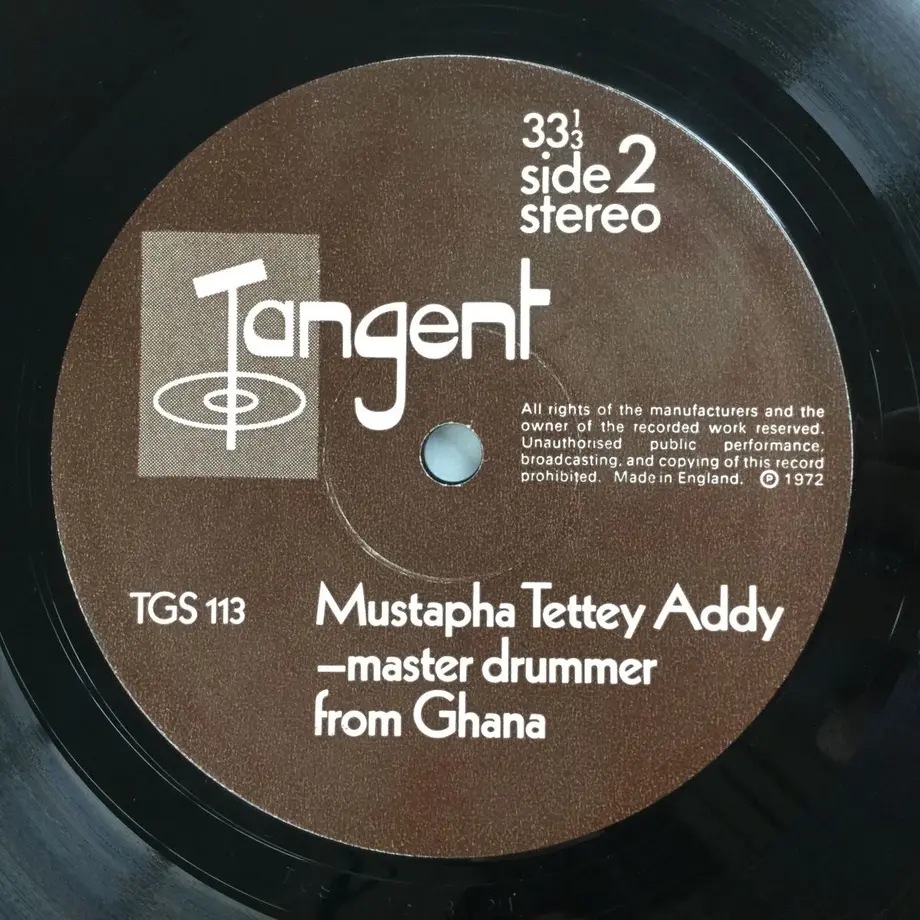 33⅓
side 2
stereo
Tangent
All rights of the manufacturers and the
owner of the recorded work reserved.
Unauthorised public performance,
broadcasting, and copying of this record
prohibited. Made in England. ℗ 1972
TGS 113
Mustapha Tettey Addy
–master drummer
from Ghana